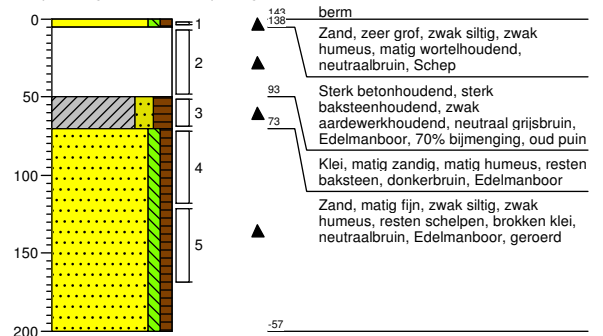 0
50
100
150
200
1
2
3
4
5
143
berm
138
Zand, zeer grof, zwak siltig, zwak
humeus, matig wortelhoudend,
neutraalbruin, Schep
93
Sterk betonhoudend, sterk
baksteenhoudend, zwak
aardewerkhoudend, neutraal grijsbruin,
Edelmanboor, 70% bijmenging, oud puin
73
Klei, matig zandig, matig humeus, resten
baksteen, donkerbruin, Edelmanboor
Zand, matig fijn, zwak siltig, zwak
humeus, resten schelpen, brokken klei,
neutraalbruin, Edelmanboor, geroerd
-57